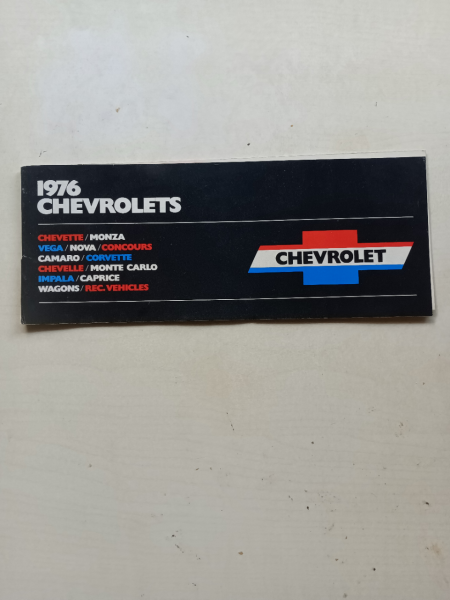 1976
CHEVROLETS
CHEVETTE/MONZA
VEGA/NOVA/CONCOURS
CAMARO/CORVETTE
CHEVELLE/MONTE CARLO
IMPALA/CAPRICE
WAGONS/REC. VEHICLES
CHEVROLET